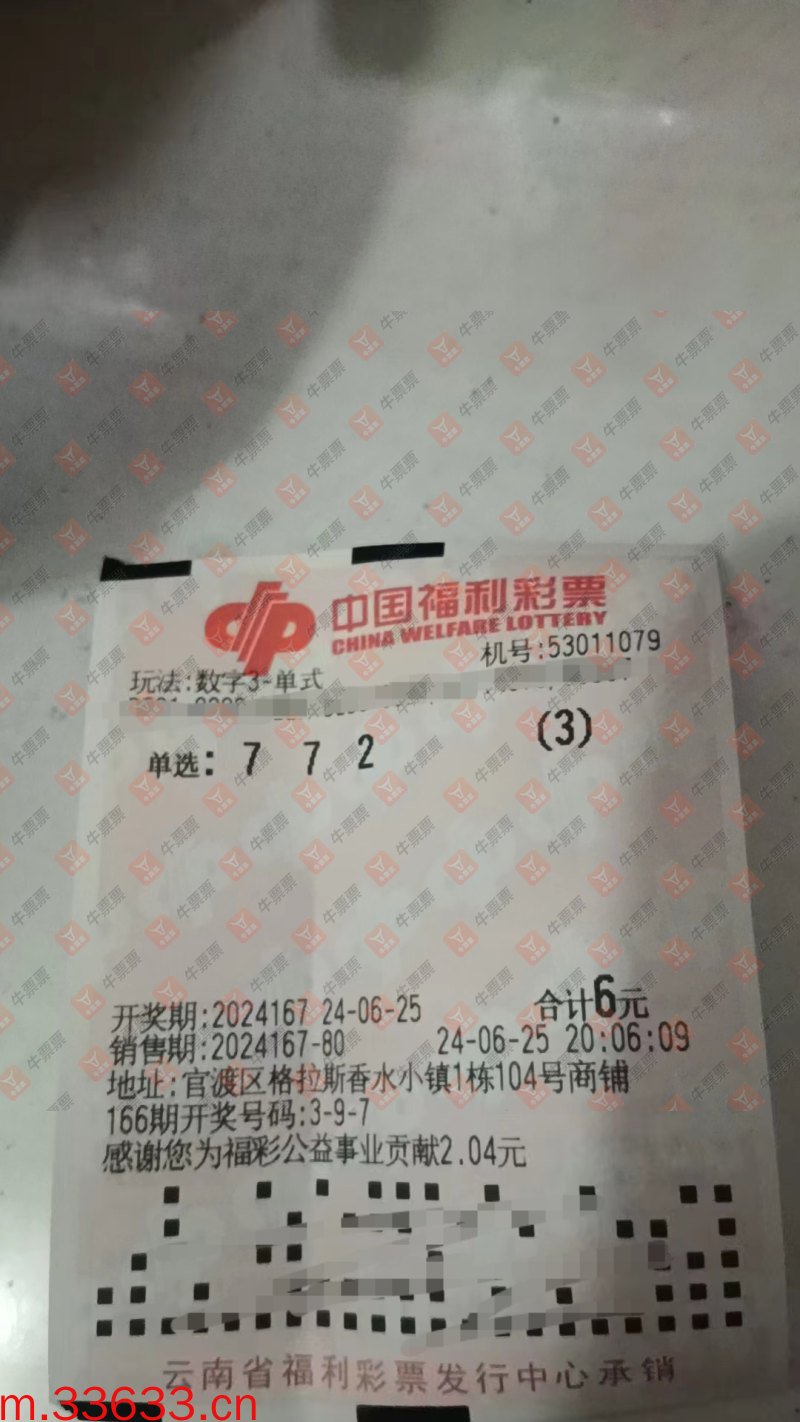 中国福利彩票
CHINA WELFARE LOTTERY
机号:53011079
玩法:数字3-单式
单选: 7 7 2 (3)
开奖期:2024167 24-06-25 合计6元
销售期:2024167-80 24-06-25 20:06:09
地址:官渡区格拉斯香水小镇1栋104号商铺
166期开奖号码:3-9-7
感谢您为福彩公益事业贡献2.04元
云南省福利彩票发行中心承销
m.33633.cn
牛票票